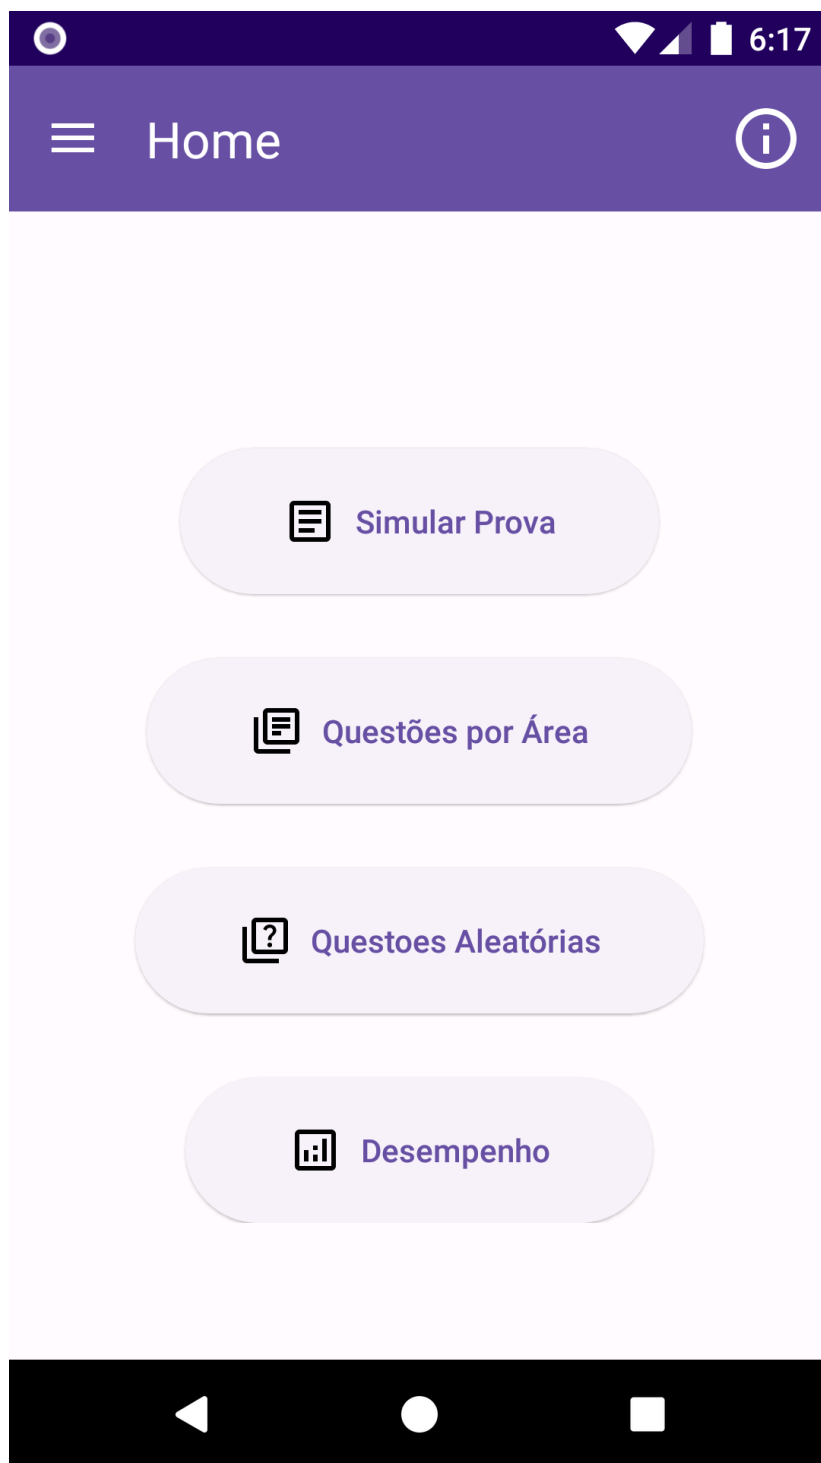 6:17
Home
Simular Prova
Questões por Área
Questoes Aleatórias
Desempenho